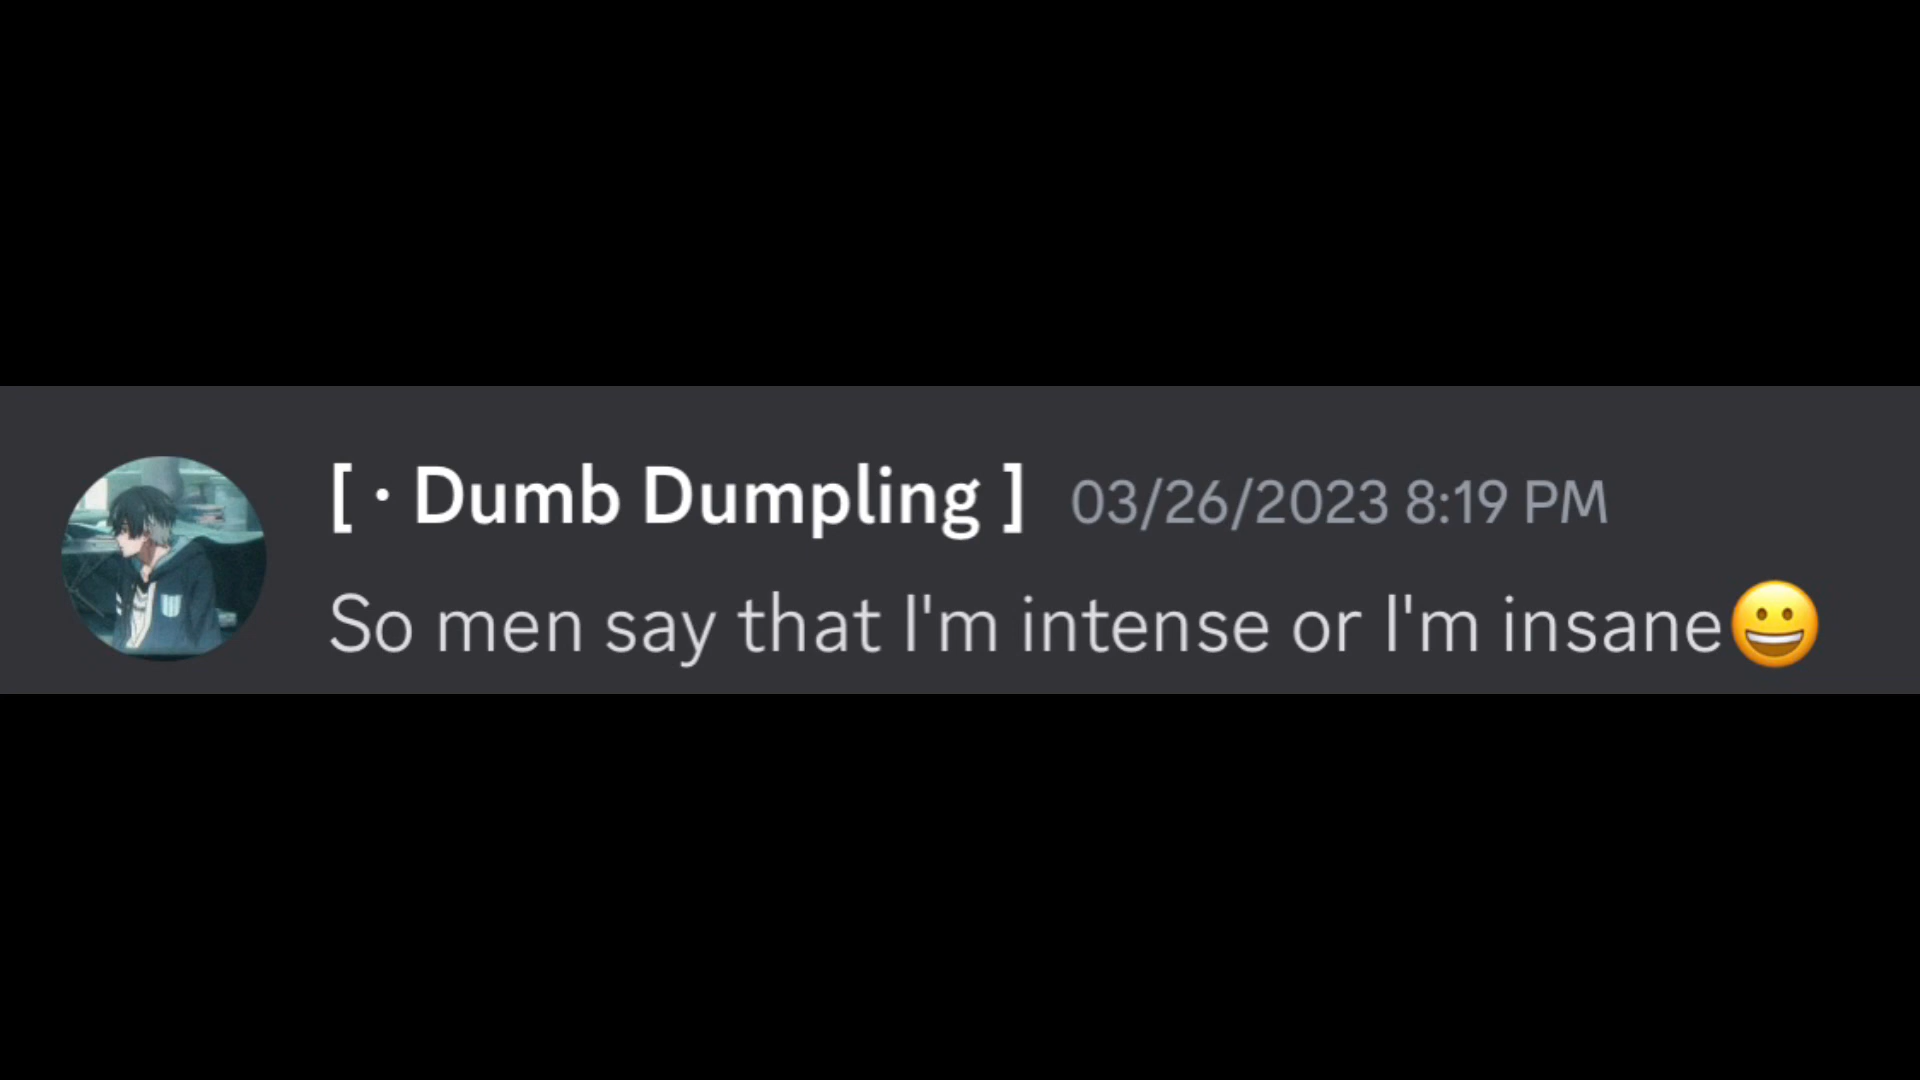 [ · Dumb Dumpling ] 03/26/2023 8:19 PM
So men say that I'm intense or I'm insane😀